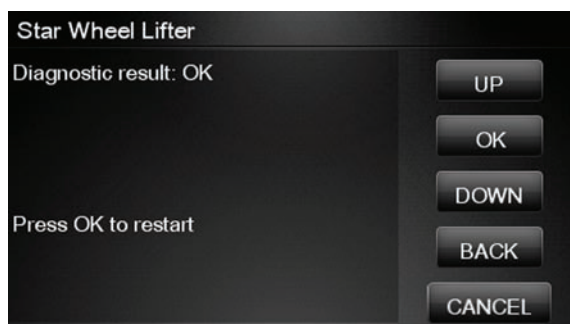 Star Wheel Lifter
Diagnostic result: OK
UP
OK
DOWN
Press OK to restart
BACK
CANCEL